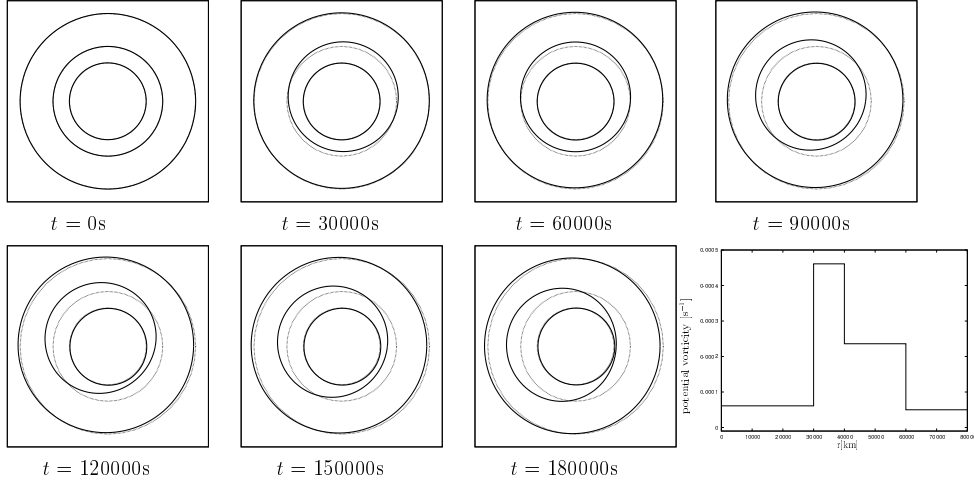 t = 0s
t = 30000s
t = 60000s
t = 90000s
t = 120000s
t = 150000s
t = 180000s
potential vorticity [s⁻¹]
0.0005
0.0004
0.0003
0.0002
0.0001
0
0 10000 20000 30000 40000 50000 60000 70000 80000
r[km]